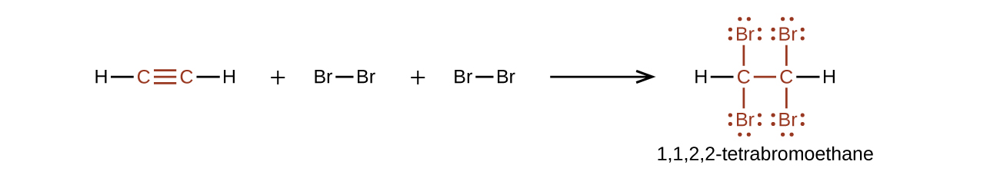 Br Br
H C≡C H + Br Br + Br Br H C C H
Br Br
1,1,2,2-tetrabromoethane